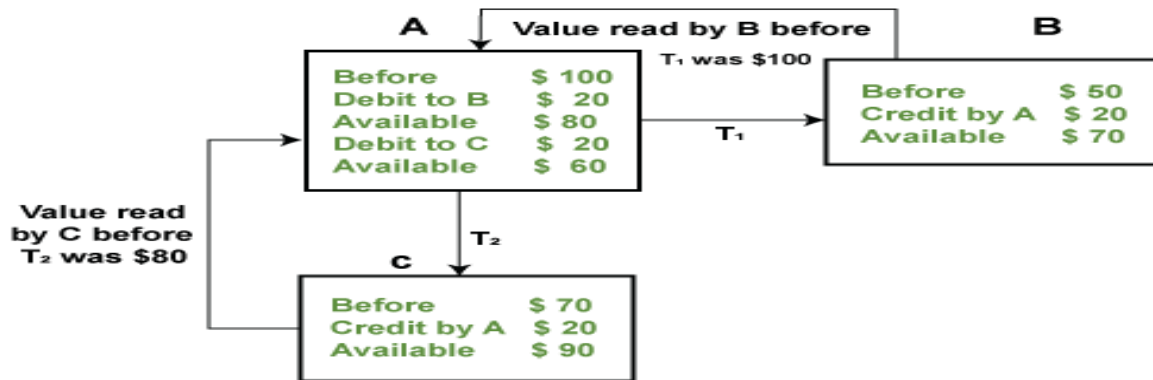 A
Value read by B before
B
T₁ was $100
Before $ 100
Debit to B $ 20
Available $ 80
Debit to C $ 20
Available $ 60
T₁
Before $ 50
Credit by A $ 20
Available $ 70
Value read
by C before
T₂ was $80
T₂
C
Before $ 70
Credit by A $ 20
Available $ 90